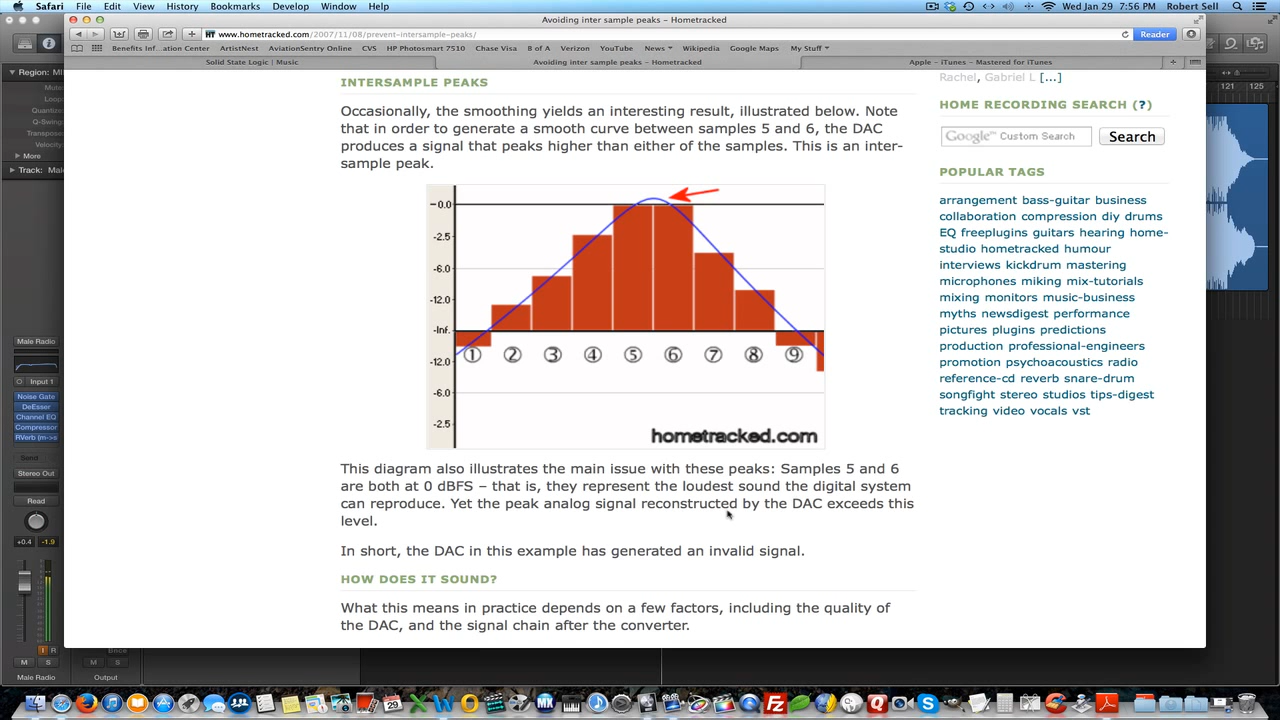 Safari File Edit View History Bookmarks Develop Window Help
Wed Jan 29 7:56 PM Robert Sell
Avoiding inter sample peaks – Hometracked
www.hometracked.com/2007/11/08/prevent-intersample-peaks/
Reader
Benefits Inf...ation Center ArtistNest AviationSentry Online CVS HP Photosmart 7510 Chase Visa B of A Verizon YouTube News Wikipedia Google Maps My Stuff
Solid State Logic | Music
Avoiding inter sample peaks – Hometracked
Apple – iTunes – Mastered for iTunes
Region: MI
Mute:
Loop:
Quantize:
Q-Swing:
Transpose:
Velocity:
More
Track: Mal
121 125
INTERSAMPLE PEAKS
Occasionally, the smoothing yields an interesting result, illustrated below. Note
that in order to generate a smooth curve between samples 5 and 6, the DAC
produces a signal that peaks higher than either of the samples. This is an inter-
sample peak.
-0.0
-2.5
-6.0
-12.0
-Inf.
-12.0
-6.0
-2.5
① ② ③ ④ ⑤ ⑥ ⑦ ⑧ ⑨
hometracked.com
This diagram also illustrates the main issue with these peaks: Samples 5 and 6
are both at 0 dBFS – that is, they represent the loudest sound the digital system
can reproduce. Yet the peak analog signal reconstructed by the DAC exceeds this
level.
In short, the DAC in this example has generated an invalid signal.
HOW DOES IT SOUND?
What this means in practice depends on a few factors, including the quality of
the DAC, and the signal chain after the converter.
Rachel, Gabriel L [...]
HOME RECORDING SEARCH (?)
Google™ Custom Search
Search
POPULAR TAGS
arrangement bass-guitar business
collaboration compression diy drums
EQ freeplugins guitars hearing home-
studio hometracked humour
interviews kickdrum mastering
microphones miking mix-tutorials
mixing monitors music-business
myths newsdigest performance
pictures plugins predictions
production professional-engineers
promotion psychoacoustics radio
reference-cd reverb snare-drum
songfight stereo studios tips-digest
tracking video vocals vst
Male Radio
Input 1
Noise Gate
DeEsser
Channel EQ
Compressor
RVerb (m->s
Send
Stereo Out
Read
+0.4 -1.9
I R
Bnce
M S
M S
Male Radio
Output